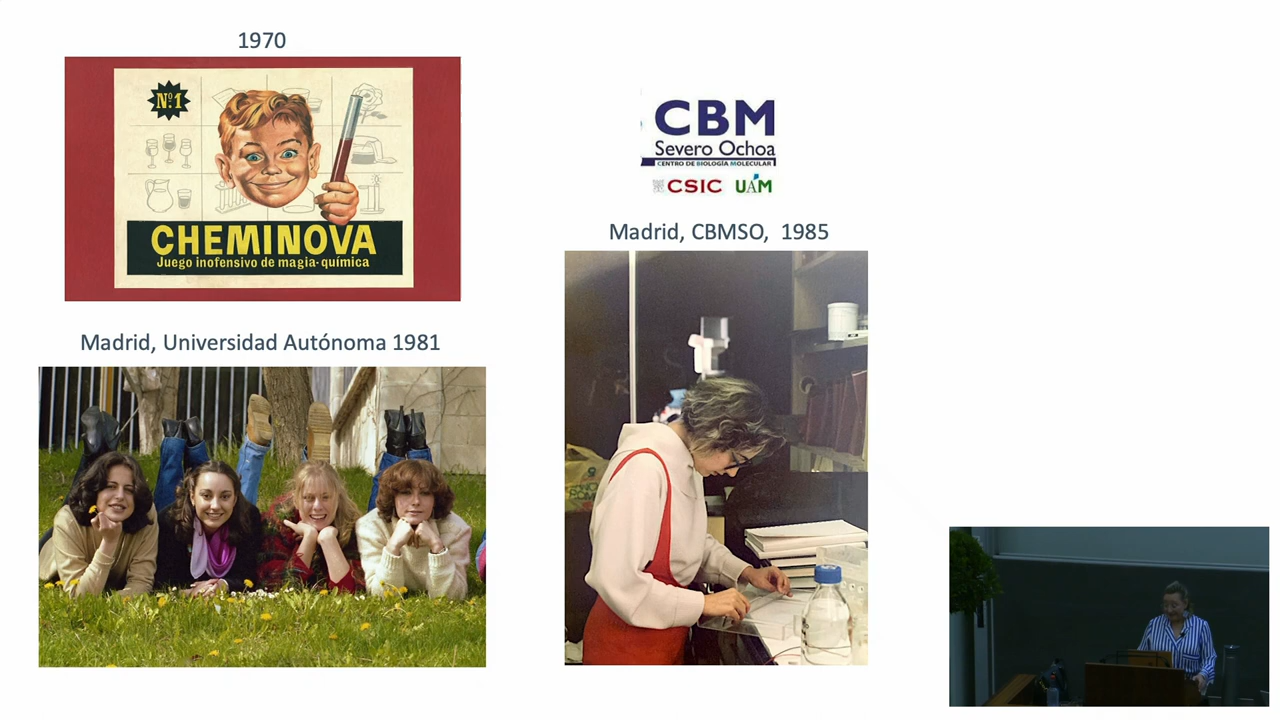 1970
Nº1
CHEMINOVA
Juego inofensivo de magia-química
Madrid, Universidad Autónoma 1981
CBM
Severo Ochoa
CENTRO DE BIOLOGÍA MOLECULAR
CSIC UAM
Madrid, CBMSO, 1985